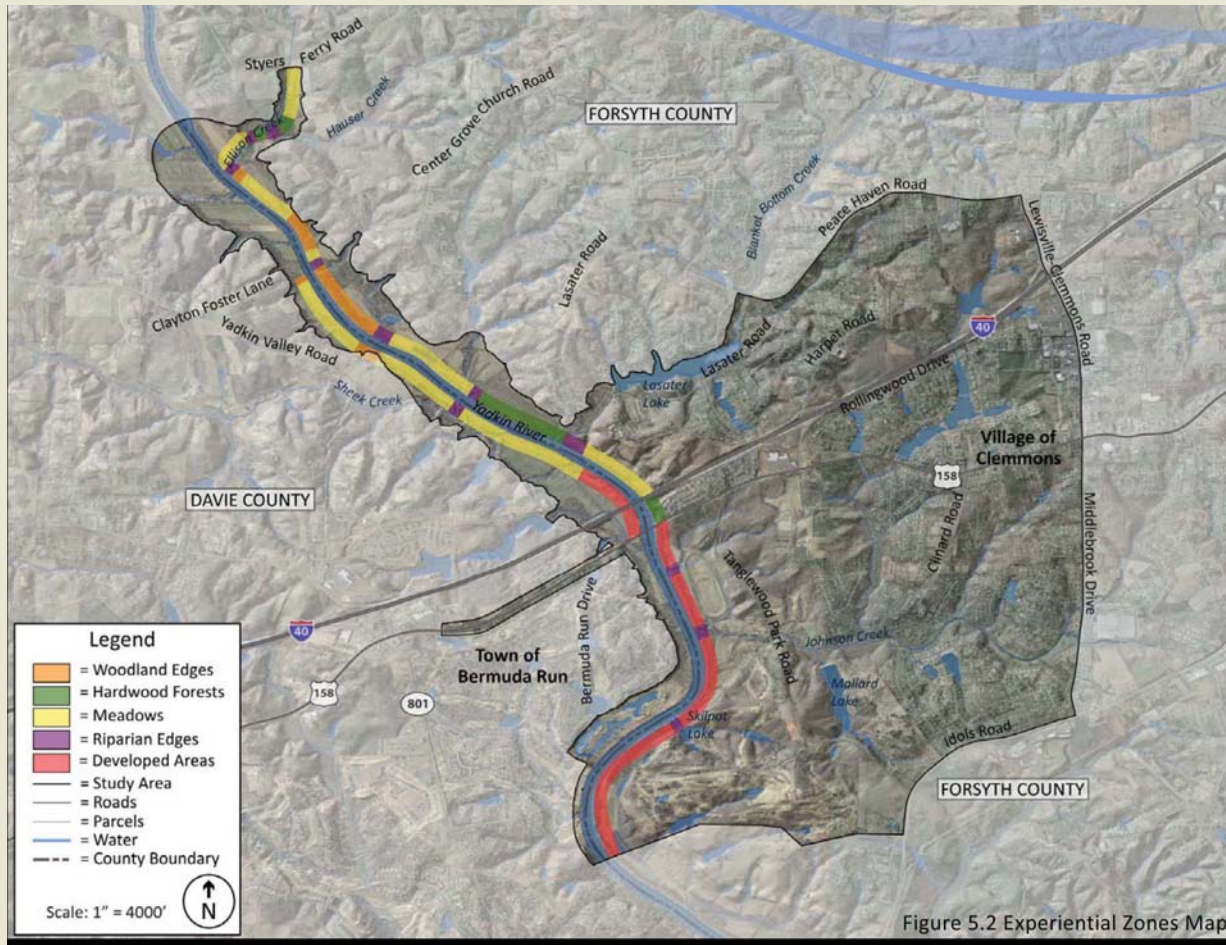 Styers Ferry Road
Hauser Creek
Ellison Creek
Center Grove Church Road
FORSYTH COUNTY
Blanket Bottom Creek
Peace Haven Road
Lewisville-Clemmons Road
Lasater Road
Clayton Foster Lane
Yadkin Valley Road
Sheek Creek
Yadkin River
Lasater
Lake
Lasater Road
Harper Road
Rollingwood Drive
40
Village of
Clemmons
158
DAVIE COUNTY
Clinard Road
Middlebrook Drive
Tanglewood Park Road
Bermuda Run Drive
Johnson Creek
Mallard
Lake
40
Town of
Bermuda Run
158
801
Skilpot
Lake
Idols Road
FORSYTH COUNTY
Legend
= Woodland Edges
= Hardwood Forests
= Meadows
= Riparian Edges
= Developed Areas
= Study Area
= Roads
= Parcels
= Water
= County Boundary
Scale: 1" = 4000'
N
Figure 5.2 Experiential Zones Map